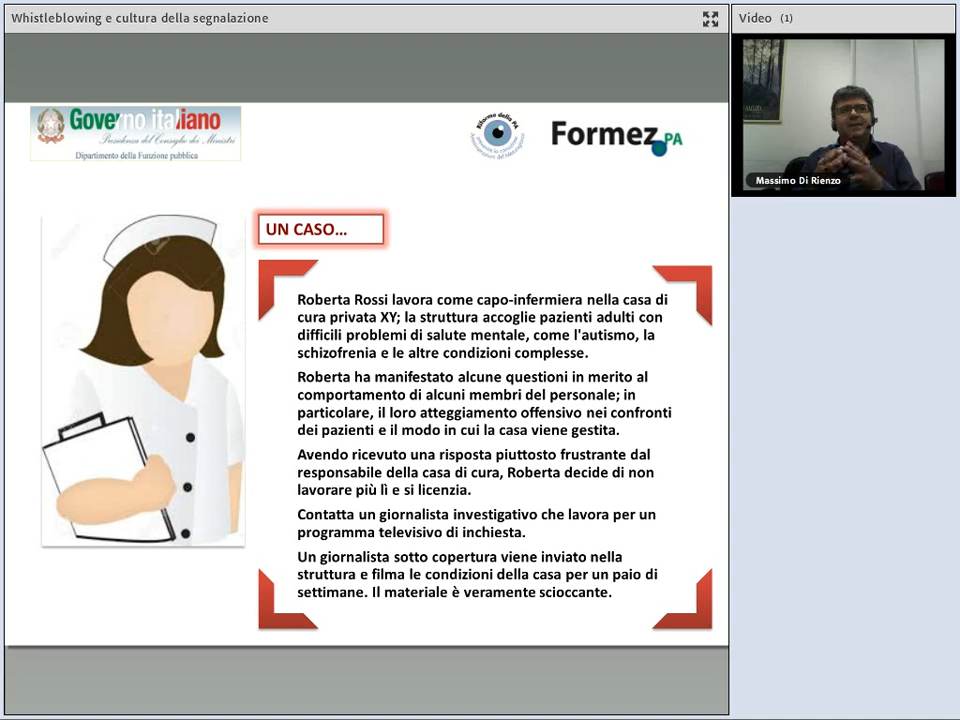 Whistleblowing e cultura della segnalazione
Video (1)
Governo italiano
Presidenza del Consiglio dei Ministri
Dipartimento della Funzione pubblica
Riforme della PA
Formez PA
Massimo Di Rienzo
UN CASO...
Roberta Rossi lavora come capo-infermiera nella casa di
cura privata XY; la struttura accoglie pazienti adulti con
difficili problemi di salute mentale, come l'autismo, la
schizofrenia e le altre condizioni complesse.
Roberta ha manifestato alcune questioni in merito al
comportamento di alcuni membri del personale; in
particolare, il loro atteggiamento offensivo nei confronti
dei pazienti e il modo in cui la casa viene gestita.
Avendo ricevuto una risposta piuttosto frustrante dal
responsabile della casa di cura, Roberta decide di non
lavorare più lì e si licenzia.
Contatta un giornalista investigativo che lavora per un
programma televisivo di inchiesta.
Un giornalista sotto copertura viene inviato nella
struttura e filma le condizioni della casa per un paio di
settimane. Il materiale è veramente scioccante.